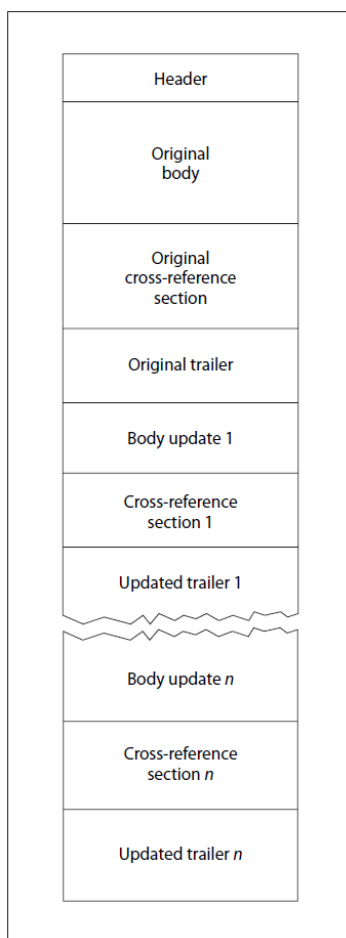 Header
Original
body
Original
cross-reference
section
Original trailer
Body update 1
Cross-reference
section 1
Updated trailer 1
Body update n
Cross-reference
section n
Updated trailer n